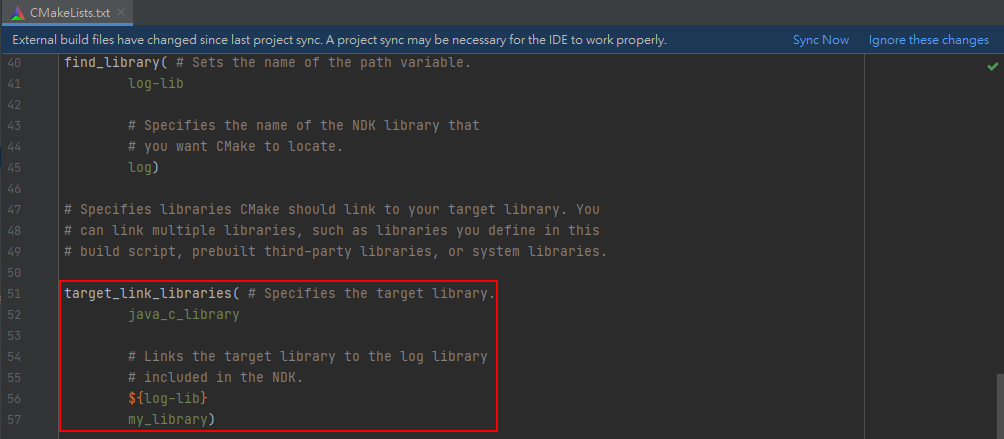 CMakeLists.txt
External build files have changed since last project sync. A project sync may be necessary for the IDE to work properly. Sync Now Ignore these changes
40 find_library( # Sets the name of the path variable.
41 log-lib
42
43 # Specifies the name of the NDK library that
44 # you want CMake to locate.
45 log)
46
47 # Specifies libraries CMake should link to your target library. You
48 # can link multiple libraries, such as libraries you define in this
49 # build script, prebuilt third-party libraries, or system libraries.
50
51 target_link_libraries( # Specifies the target library.
52 java_c_library
53
54 # Links the target library to the log library
55 # included in the NDK.
56 ${log-lib}
57 my_library)